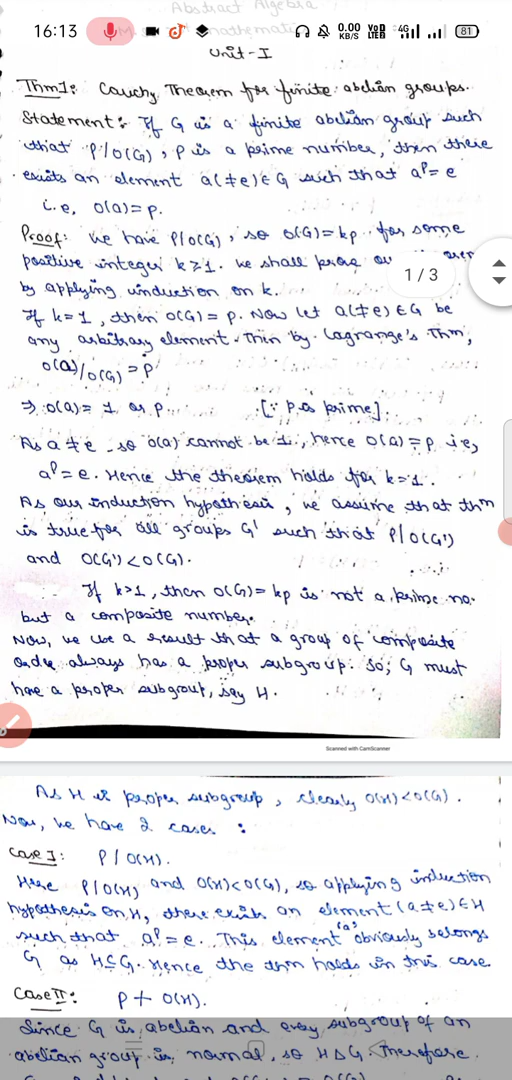 Abstract Algebra
16:13
0.00 KB/S
4G
81
mathemati
Unit-I
Thm1: Cauchy Theorem for finite abelian groups.
Statement: If G is a finite abelian group such
that P/O(G), P is a prime number, then there
exists an element a(≠e)∈G such that aᵖ=e
i.e, O(a)=p.
Proof: We have P/O(G), so O(G)=kp for some
positive integer k≥1. We shall prove
1/3
by applying induction on k.
If k=1, then O(G)=p. Now let a(≠e)∈G be
any arbitrary element. Then by Lagrange's Thm,
O(a)/O(G)=p
⇒ O(a)=1 or p. [∵ p is prime].
As a≠e so O(a) cannot be 1, hence O(a)=p i.e,
aᵖ=e. Hence the theorem holds for k=1.
As our induction hypothesis, we assume that thm
is true for all groups G' such that P/O(G')
and O(G')<O(G).
If k>1, then O(G)=kp is not a prime no.
but a composite number.
Now, we use a result that a group of composite
order always has a proper subgroup. So, G must
have a proper subgroup, say H.
Scanned with CamScanner
As H is proper subgroup, clearly O(H)<O(G).
Now, we have 2 cases :
Case I: P/O(H).
Here P/O(H) and O(H)<O(G), so applying induction
hypothesis on H, there exists an element (a≠e)∈H
such that aᵖ=e. This element 'a' obviously belongs
G as H⊆G. Hence the thm holds in this case
Case II: P∤O(H).
Since G is abelian and every subgroup of an
abelian group is normal, so H∆G. Therefore